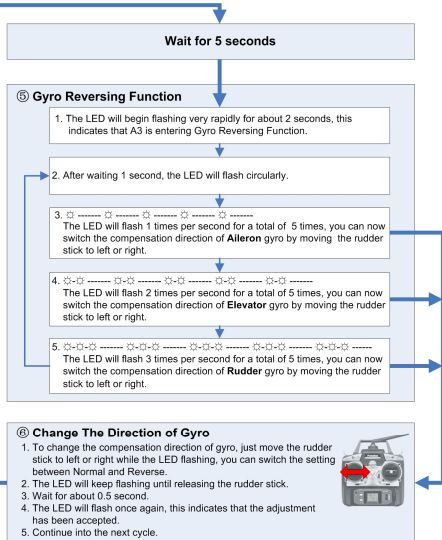 Wait for 5 seconds
⑤ Gyro Reversing Function
1. The LED will begin flashing very rapidly for about 2 seconds, this
indicates that A3 is entering Gyro Reversing Function.
2. After waiting 1 second, the LED will flash circularly.
3. ☼ ------- ☼ ------- ☼ ------- ☼ ------- ☼ -------
The LED will flash 1 times per second for a total of 5 times, you can now
switch the compensation direction of Aileron gyro by moving the rudder
stick to left or right.
4. ☼-☼ ------- ☼-☼ ------- ☼-☼ ------- ☼-☼ ------- ☼-☼ -------
The LED will flash 2 times per second for a total of 5 times, you can now
switch the compensation direction of Elevator gyro by moving the rudder
stick to left or right.
5. ☼-☼-☼ ------- ☼-☼-☼ ------- ☼-☼-☼ ------- ☼-☼-☼ ------- ☼-☼-☼ ------
The LED will flash 3 times per second for a total of 5 times, you can now
switch the compensation direction of Rudder gyro by moving the rudder
stick to left or right.
⑥ Change The Direction of Gyro
1. To change the compensation direction of gyro, just move the rudder
stick to left or right while the LED flashing, you can switch the setting
between Normal and Reverse.
2. The LED will keep flashing until releasing the rudder stick.
3. Wait for about 0.5 second.
4. The LED will flash once again, this indicates that the adjustment
has been accepted.
5. Continue into the next cycle.